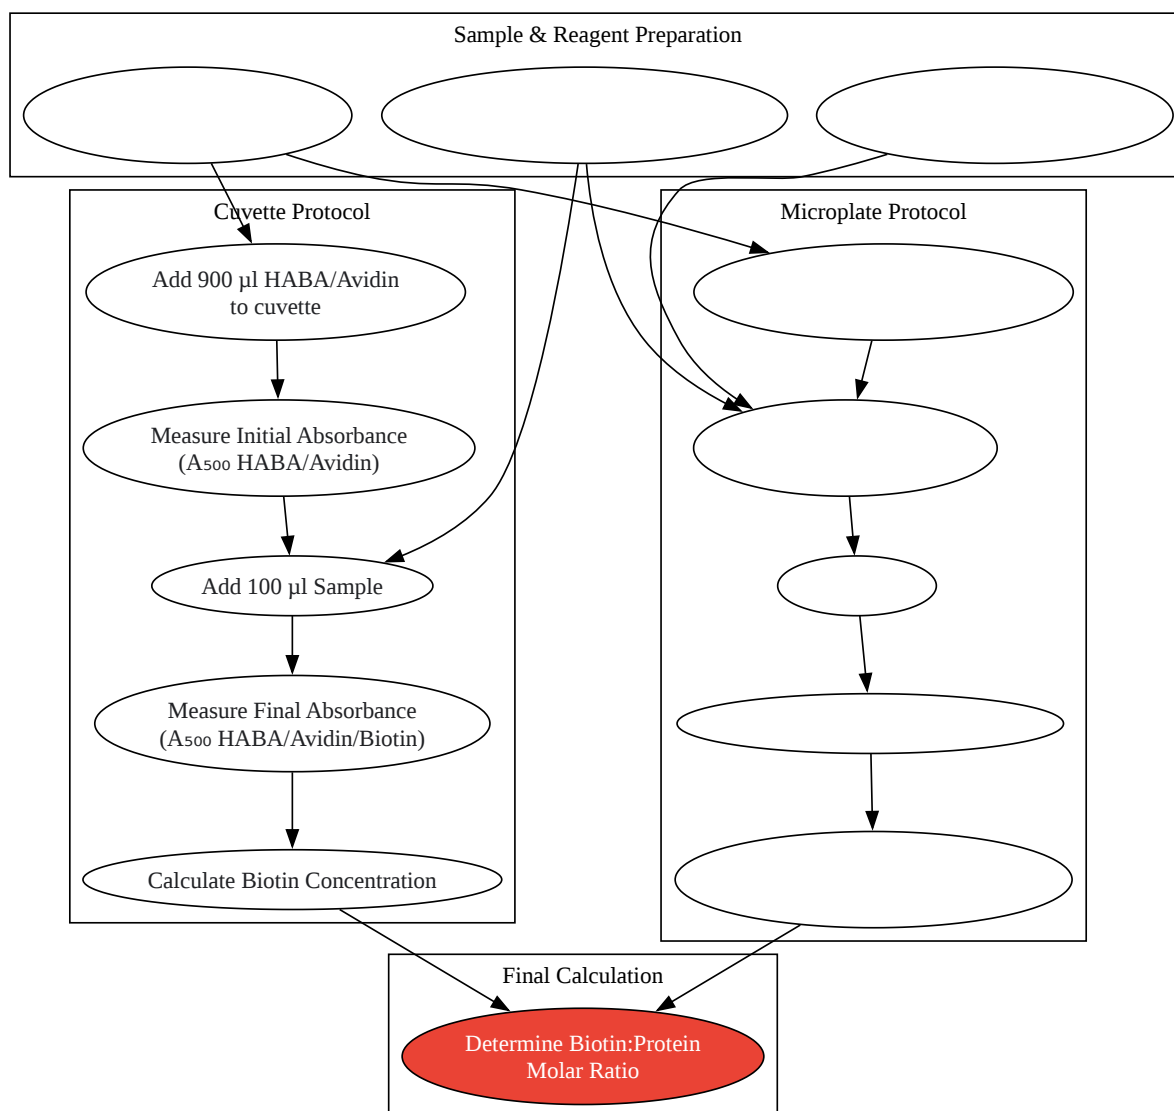 Sample & Reagent Preparation
Cuvette Protocol
Microplate Protocol
Add 900 µl HABA/Avidin
to cuvette
Measure Initial Absorbance
(A₅₀₀ HABA/Avidin)
Add 100 µl Sample
Measure Final Absorbance
(A₅₀₀ HABA/Avidin/Biotin)
Calculate Biotin Concentration
Final Calculation
Determine Biotin:Protein
Molar Ratio